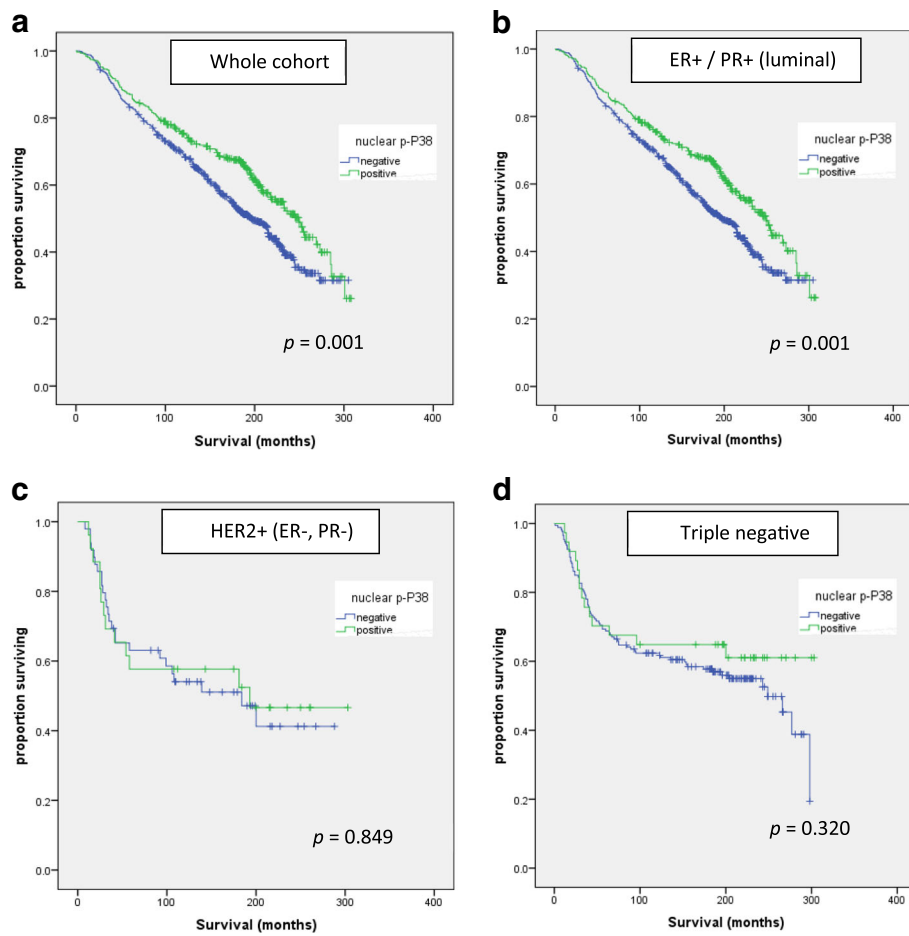 a
Whole cohort
proportion surviving
1.0
0.8
0.6
0.4
0.2
0.0
nuclear p-P38
negative
positive
p = 0.001
0 100 200 300 400
Survival (months)
b
ER+ / PR+ (luminal)
proportion surviving
1.0
0.8
0.6
0.4
0.2
0.0
nuclear p-P38
negative
positive
p = 0.001
0 100 200 300 400
Survival (months)
c
HER2+ (ER-, PR-)
proportion surviving
1.0
0.8
0.6
0.4
0.2
0.0
nuclear p-P38
negative
positive
p = 0.849
0 100 200 300 400
Survival (months)
d
Triple negative
proportion surviving
1.0
0.8
0.6
0.4
0.2
0.0
nuclear p-P38
negative
positive
p = 0.320
0 100 200 300 400
Survival (months)